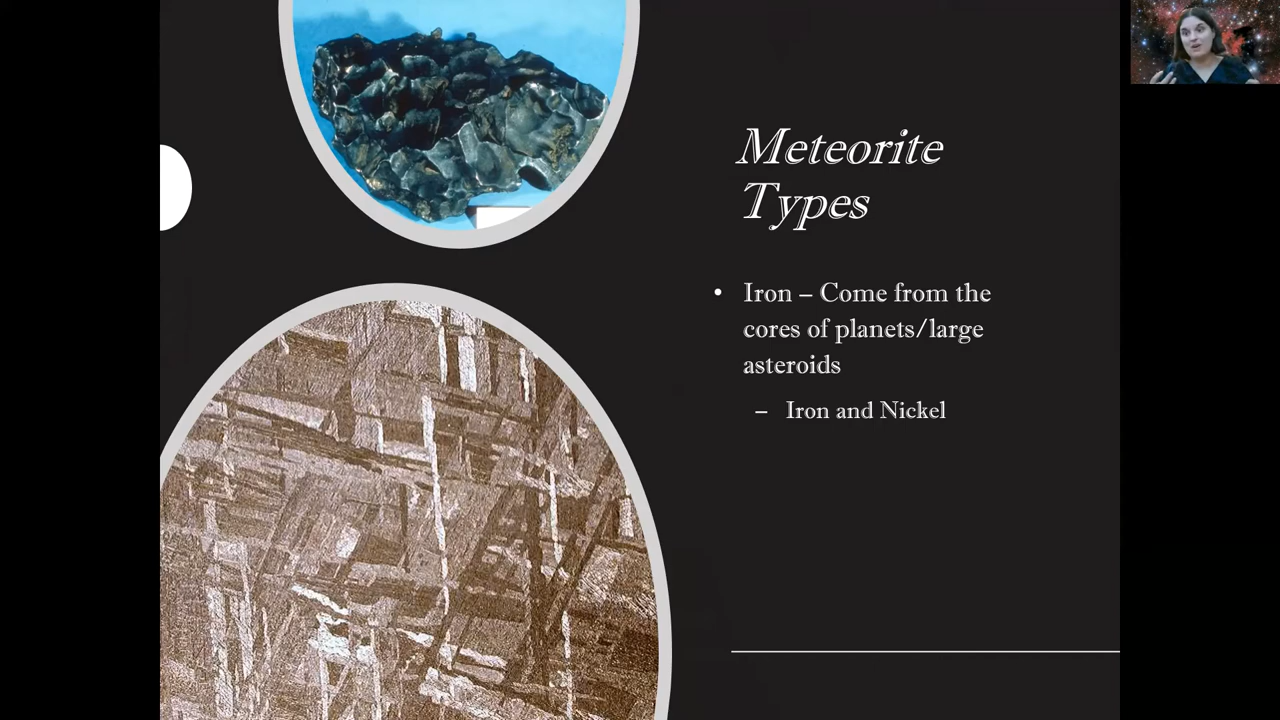 Meteorite
Types
• Iron – Come from the
cores of planets/large
asteroids
– Iron and Nickel